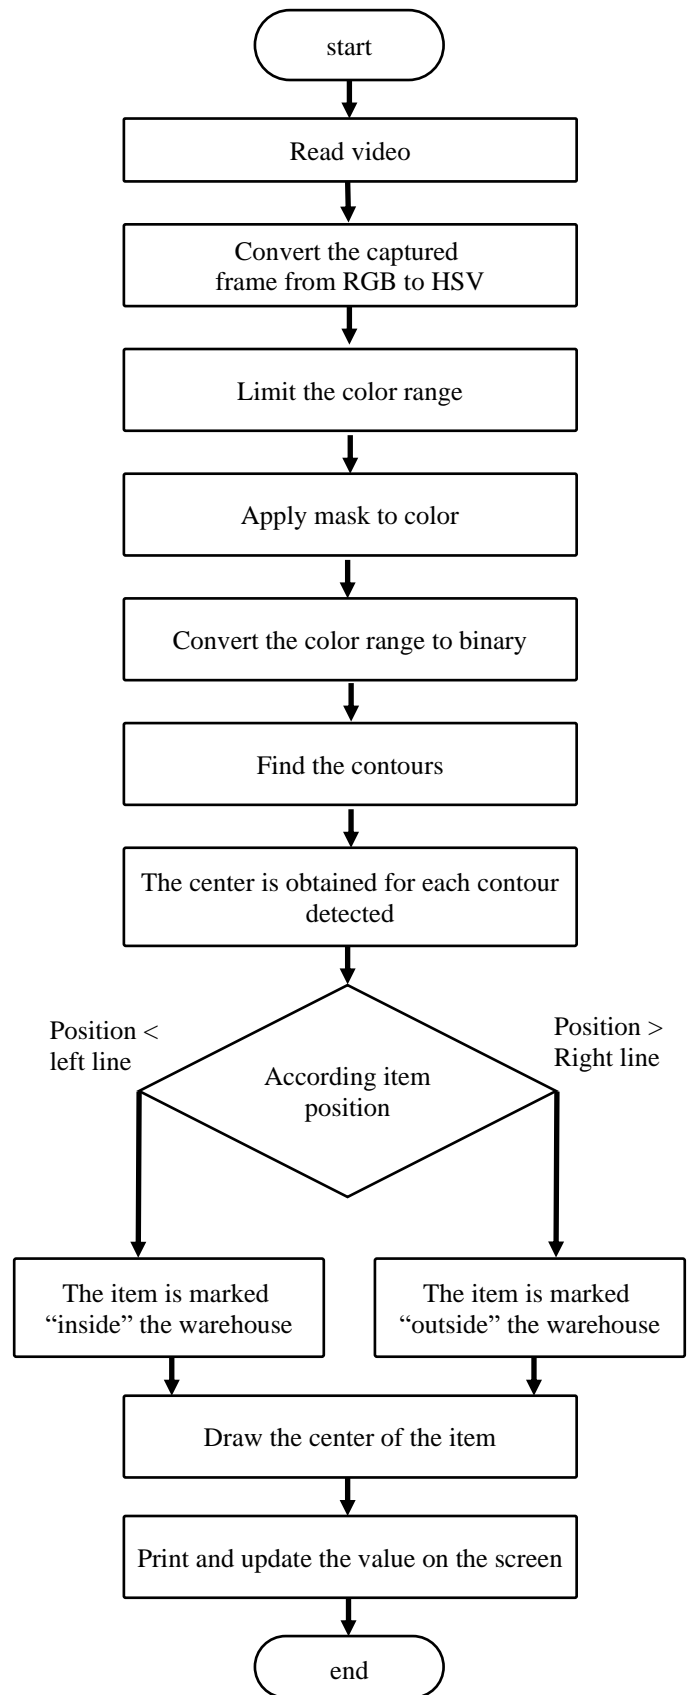 start
Read video
Convert the captured
frame from RGB to HSV
Limit the color range
Apply mask to color
Convert the color range to binary
Find the contours
The center is obtained for each contour
detected
Position <
left line
Position >
Right line
According item
position
The item is marked
“inside” the warehouse
The item is marked
“outside” the warehouse
Draw the center of the item
Print and update the value on the screen
end